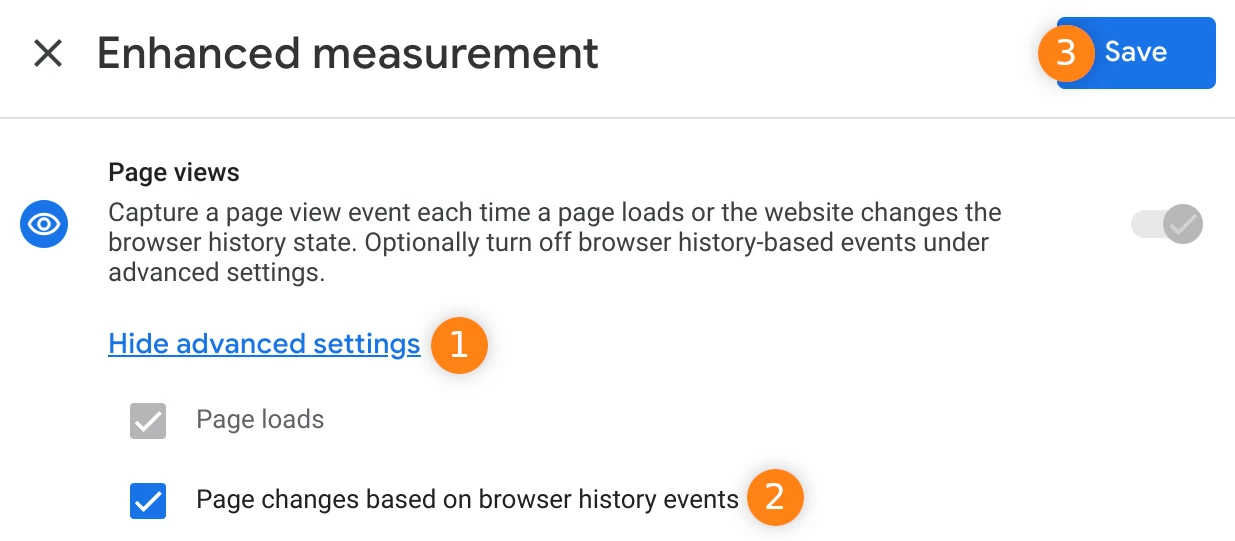 Enhanced measurement
3 Save
Page views
Capture a page view event each time a page loads or the website changes the
browser history state. Optionally turn off browser history-based events under
advanced settings.
Hide advanced settings 1
Page loads
Page changes based on browser history events 2